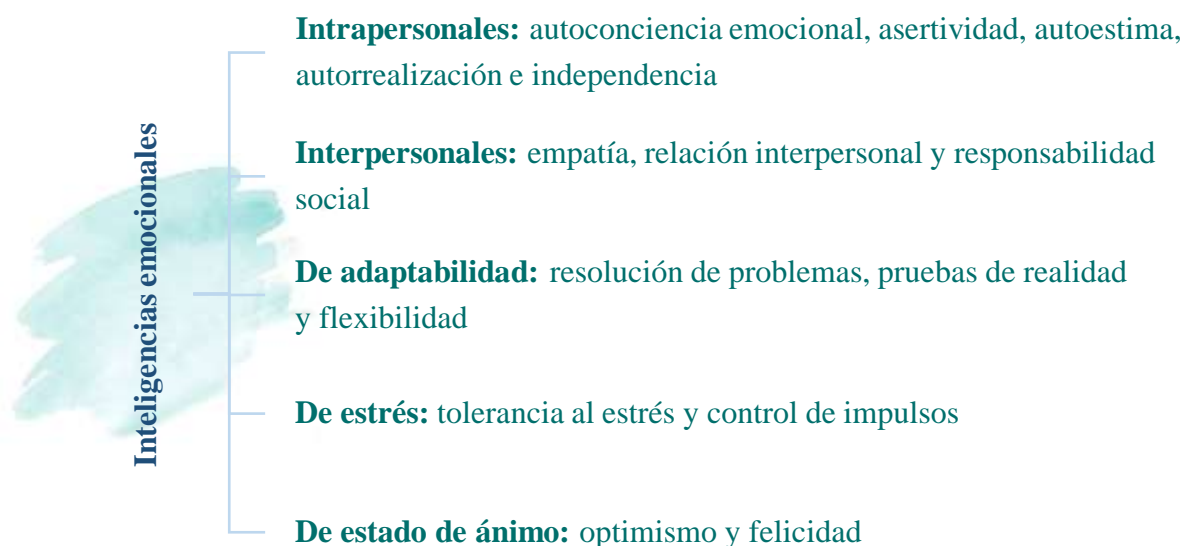 Inteligencias emocionales
Intrapersonales: autoconciencia emocional, asertividad, autoestima,
autorrealización e independencia
Interpersonales: empatía, relación interpersonal y responsabilidad
social
De adaptabilidad: resolución de problemas, pruebas de realidad
y flexibilidad
De estrés: tolerancia al estrés y control de impulsos
De estado de ánimo: optimismo y felicidad